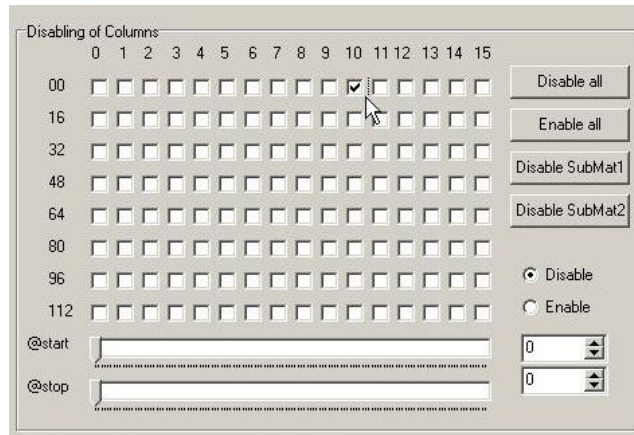 Disabling of Columns
0 1 2 3 4 5 6 7 8 9 10 11 12 13 14 15
00
Disable all
16
Enable all
32
Disable SubMat1
48
64
Disable SubMat2
80
96
Disable
112
Enable
@start
0
@stop
0